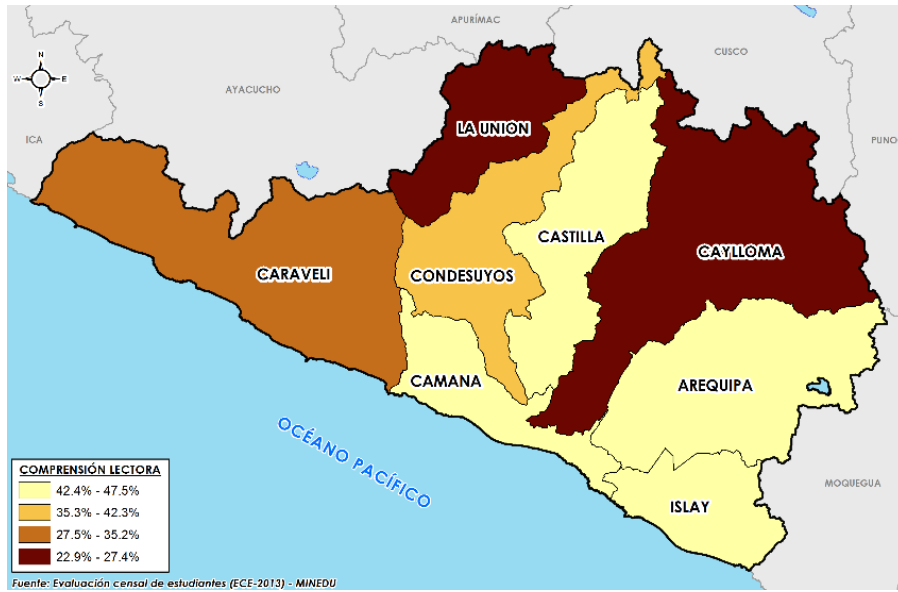 APURÍMAC
CUSCO
N
W E
S
AYACUCHO
LA UNIÓN
ICA
PUNO
CASTILLA
CAYLLOMA
CARAVELI
CONDESUYOS
CAMANA
AREQUIPA
OCÉANO PACÍFICO
COMPRENSIÓN LECTORA
42.4% - 47.5%
35.3% - 42.3%
27.5% - 35.2%
22.9% - 27.4%
MOQUEGUA
ISLAY
Fuente: Evaluación censal de estudiantes (ECE-2013) - MINEDU